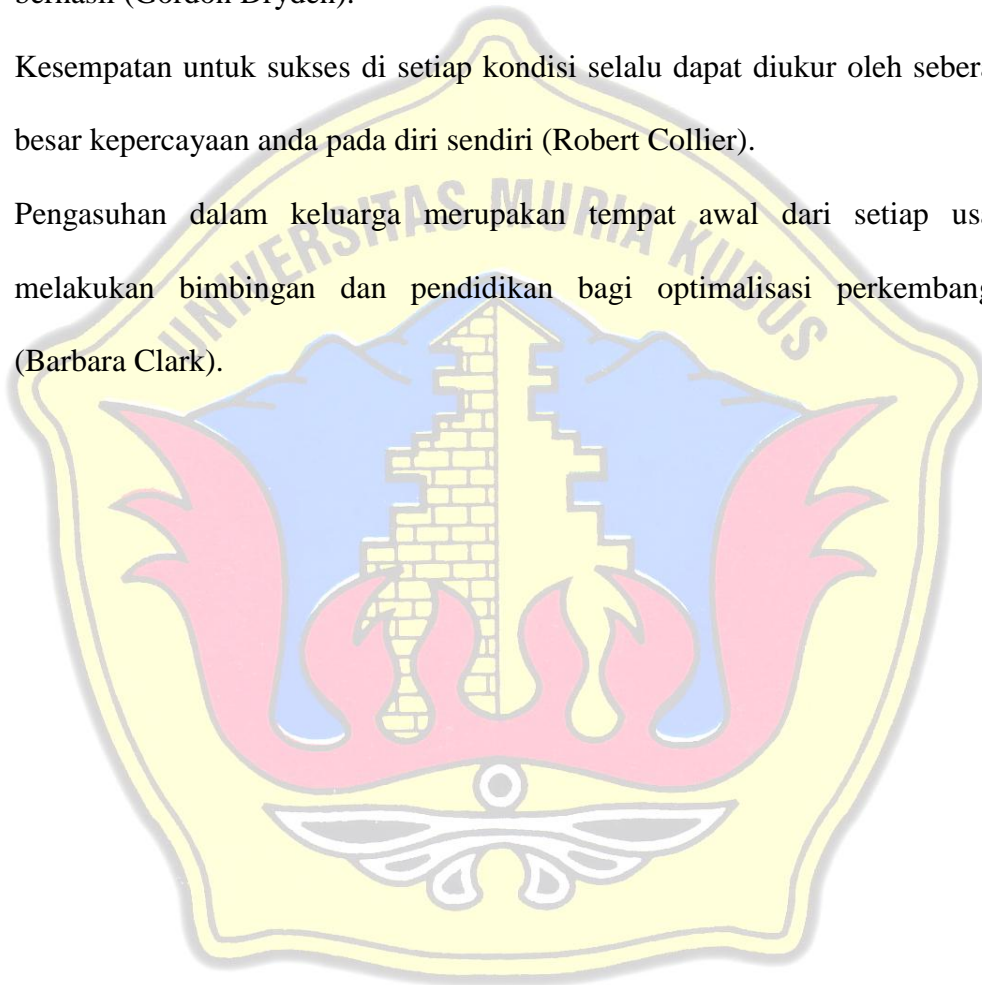 berhasil (Gordon Dryden).
Kesempatan untuk sukses di setiap kondisi selalu dapat diukur oleh sebera
besar kepercayaan anda pada diri sendiri (Robert Collier).
UNIVERSITAS MURIA KUDUS
Pengasuhan dalam keluarga merupakan tempat awal dari setiap usa
melakukan bimbingan dan pendidikan bagi optimalisasi perkembang
(Barbara Clark).